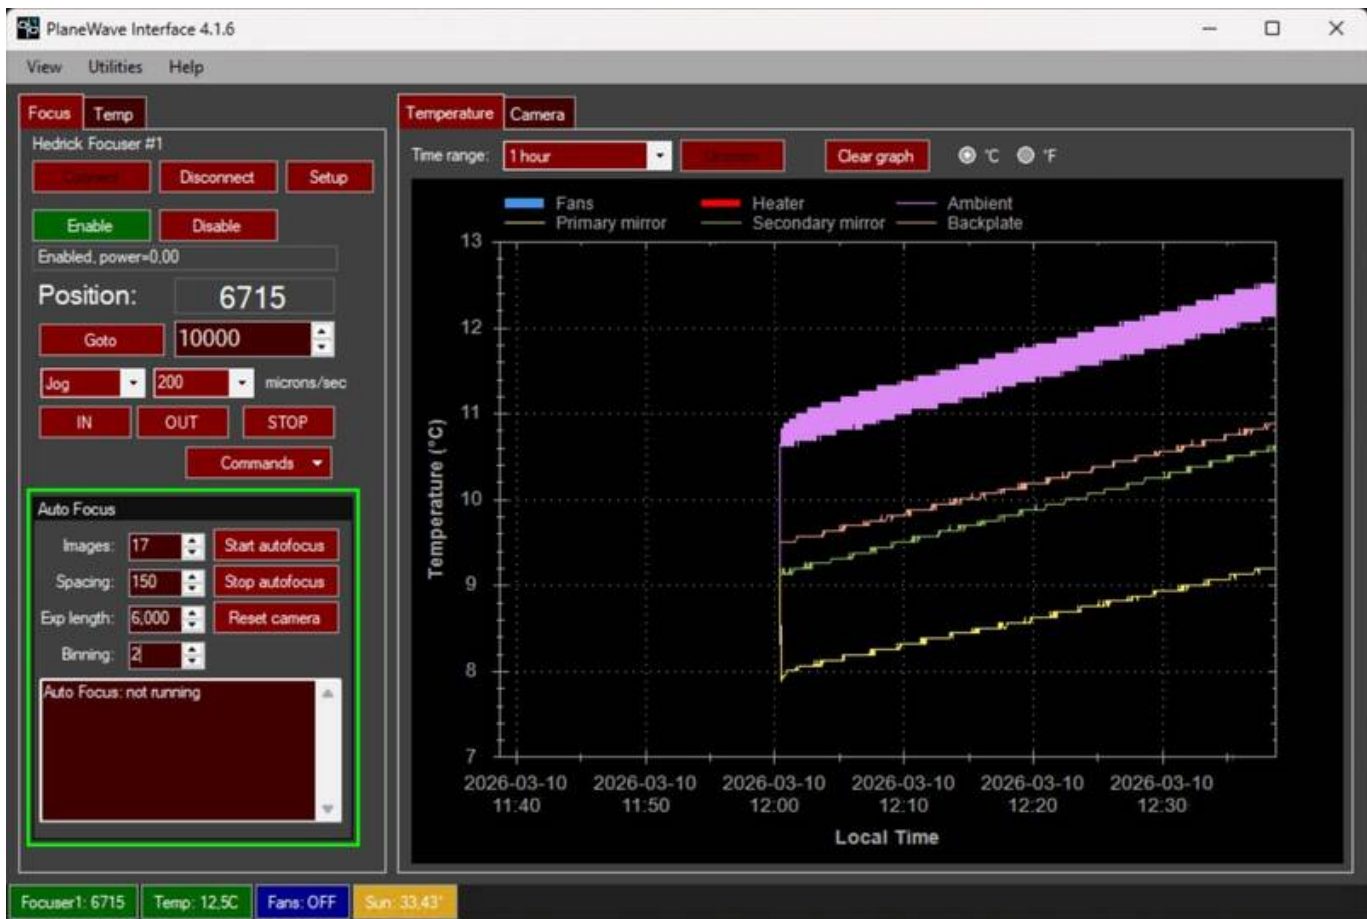 PlaneWave Interface 4.1.6
View Utilities Help
Focus Temp
Hedrick Focuser #1
Connect Disconnect Setup
Enable Disable
Enabled, power=0.00
Position: 6715
Goto 10000
Jog 200 microns/sec
IN OUT STOP
Commands
Auto Focus
Images: 17 Start autofocus
Spacing: 150 Stop autofocus
Exp length: 6,000 Reset camera
Binning: 2
Auto Focus: not running
Temperature Camera
Time range: 1 hour Clear graph °C °F
Fans Heater Ambient
Primary mirror Secondary mirror Backplate
13
12
11
10
9
8
7
Temperature (°C)
2026-03-10 2026-03-10 2026-03-10 2026-03-10 2026-03-10 2026-03-10
11:40 11:50 12:00 12:10 12:20 12:30
Local Time
Focuser1: 6715 Temp: 12,5C Fans: OFF Sun: 33,43°